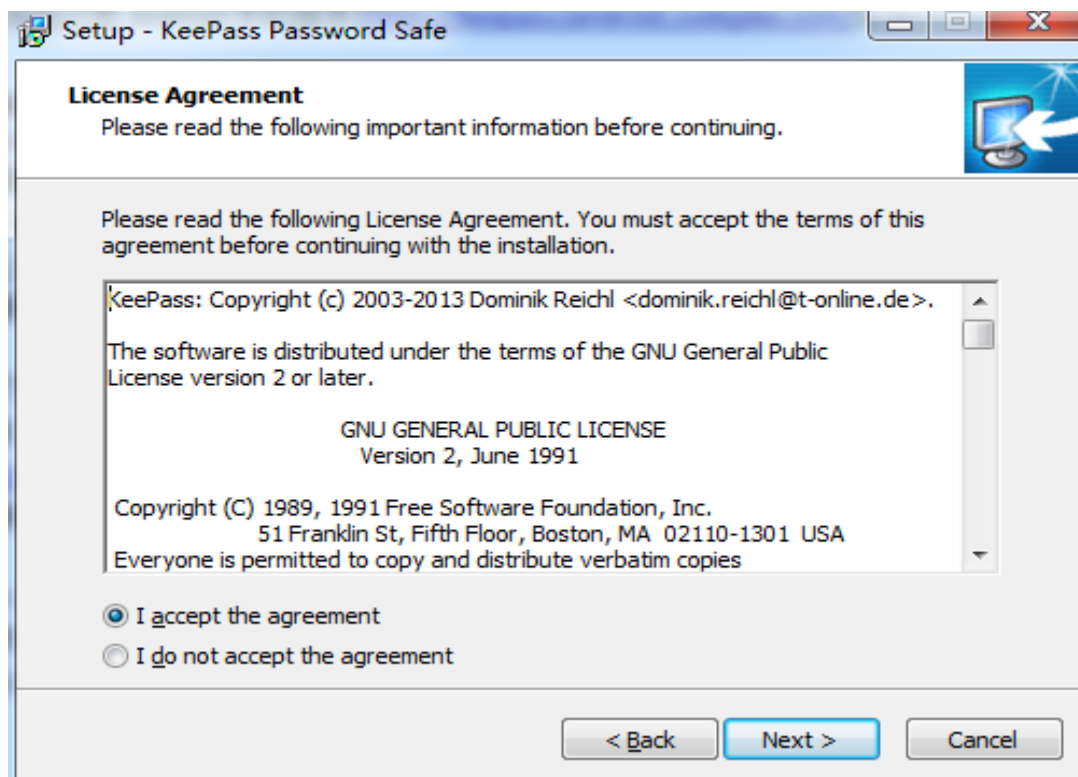 Setup - KeePass Password Safe
License Agreement
Please read the following important information before continuing.
Please read the following License Agreement. You must accept the terms of this
agreement before continuing with the installation.
KeePass: Copyright (c) 2003-2013 Dominik Reichl <dominik.reichl@t-online.de>.
The software is distributed under the terms of the GNU General Public
License version 2 or later.
GNU GENERAL PUBLIC LICENSE
Version 2, June 1991
Copyright (C) 1989, 1991 Free Software Foundation, Inc.
51 Franklin St, Fifth Floor, Boston, MA 02110-1301 USA
Everyone is permitted to copy and distribute verbatim copies
I accept the agreement
I do not accept the agreement
< Back Next > Cancel